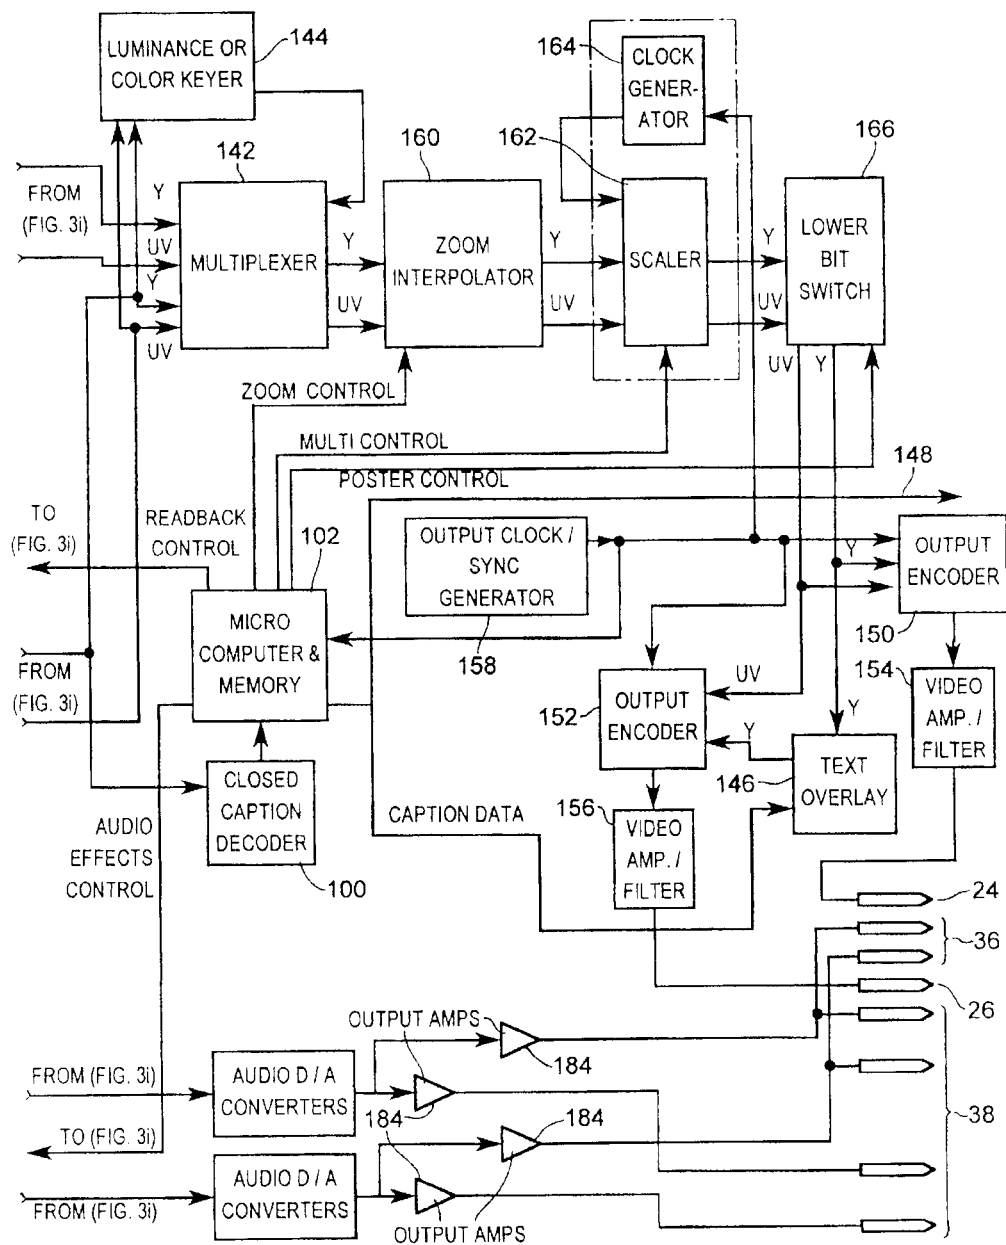 LUMINANCE OR
COLOR KEYER
144
164
CLOCK
GENER-
ATOR
142
160
162
166
FROM
(FIG. 3i)
Y
UV
Y
UV
MULTIPLEXER
Y
UV
ZOOM
INTERPOLATOR
Y
UV
SCALER
Y
UV
LOWER
BIT
SWITCH
UV
Y
ZOOM CONTROL
MULTI CONTROL
POSTER CONTROL
148
TO
(FIG. 3i)
READBACK
CONTROL
102
OUTPUT CLOCK /
SYNC
GENERATOR
158
Y
OUTPUT
ENCODER
150
MICRO
COMPUTER &
MEMORY
FROM
(FIG. 3i)
152
OUTPUT
ENCODER
UV
Y
Y
154
VIDEO
AMP. /
FILTER
146
TEXT
OVERLAY
CLOSED
CAPTION
DECODER
100
AUDIO
EFFECTS
CONTROL
CAPTION DATA
156
VIDEO
AMP. /
FILTER
24
36
26
38
OUTPUT AMPS
184
FROM (FIG. 3i)
AUDIO D / A
CONVERTERS
184
184
TO (FIG. 3i)
184
AUDIO D / A
CONVERTERS
FROM (FIG. 3i)
OUTPUT AMPS